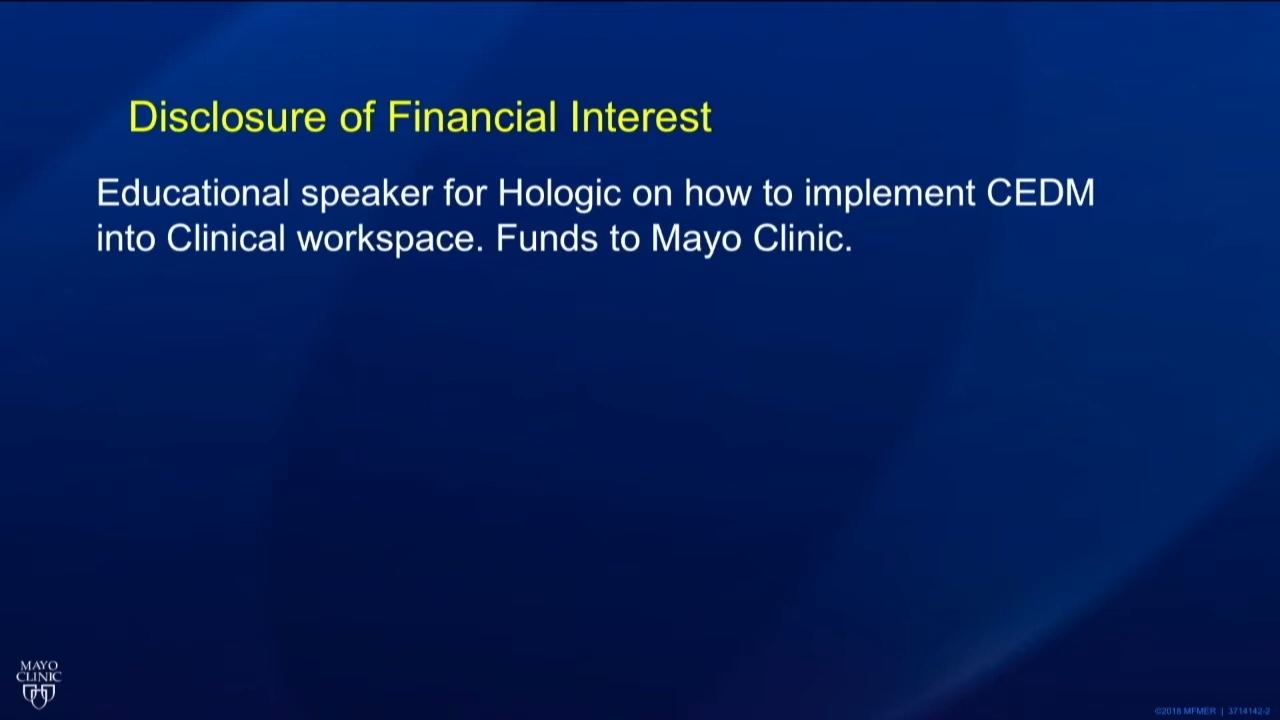 Disclosure of Financial Interest
Educational speaker for Hologic on how to implement CEDM
into Clinical workspace. Funds to Mayo Clinic.
MAYO
CLINIC
©2018 MFMER | 3714142-2